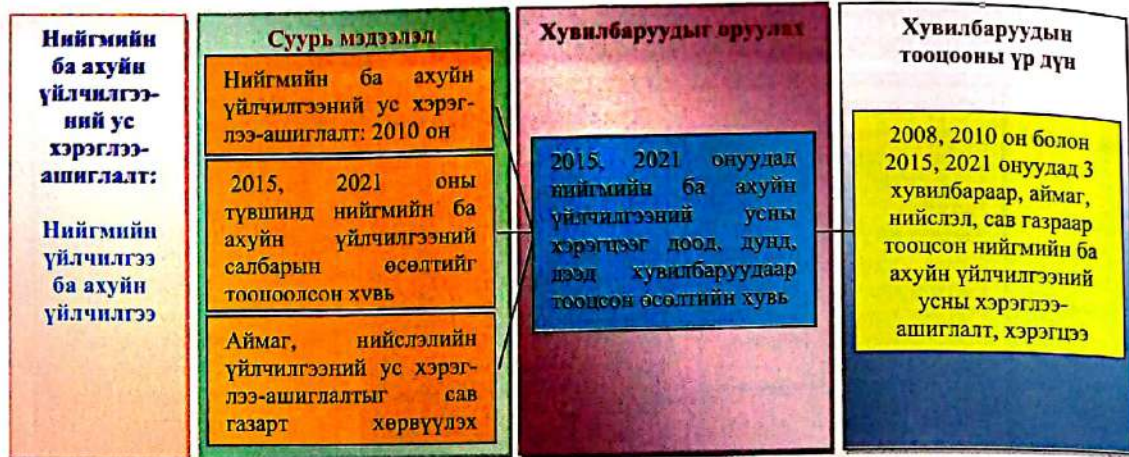 Нийгмийн
ба ахуйн
үйлчилгээ-
ний ус
хэрэглээ-
ашиглалт:
Нийгмийн
үйлчилгээ
ба ахуйн
үйлчилгээ
Суурь мэдээлэл
Нийгмийн ба ахуйн
үйлчилгээний ус хэрэг-
лээ-ашиглалт: 2010 он
2015, 2021 оны
түвшинд нийгмийн ба
ахуйн үйлчилгээний
салбарын өсөлтийг
тооцоолсон хувь
Аймаг, нийслэлийн
үйлчилгээний ус хэрэг-
лээ-ашиглалтыг сав
газарт хөрвүүлэх
Хувилбаруудыг оруулах
2015, 2021 онуудад
нийгмийн ба ахуйн
үйлчилгээний усны
хэрэгцээг доод, дунд,
дээд хувилбаруудаар
тооцсон өсөлтийн хувь
Хувилбаруудын
тооцооны үр дүн
2008, 2010 он болон
2015, 2021 онуудад 3
хувилбараар, аймаг,
нийслэл, сав газраар
тооцсон нийгмийн ба
ахуйн үйлчилгээний
усны хэрэглээ-
ашиглалт, хэрэгцээ